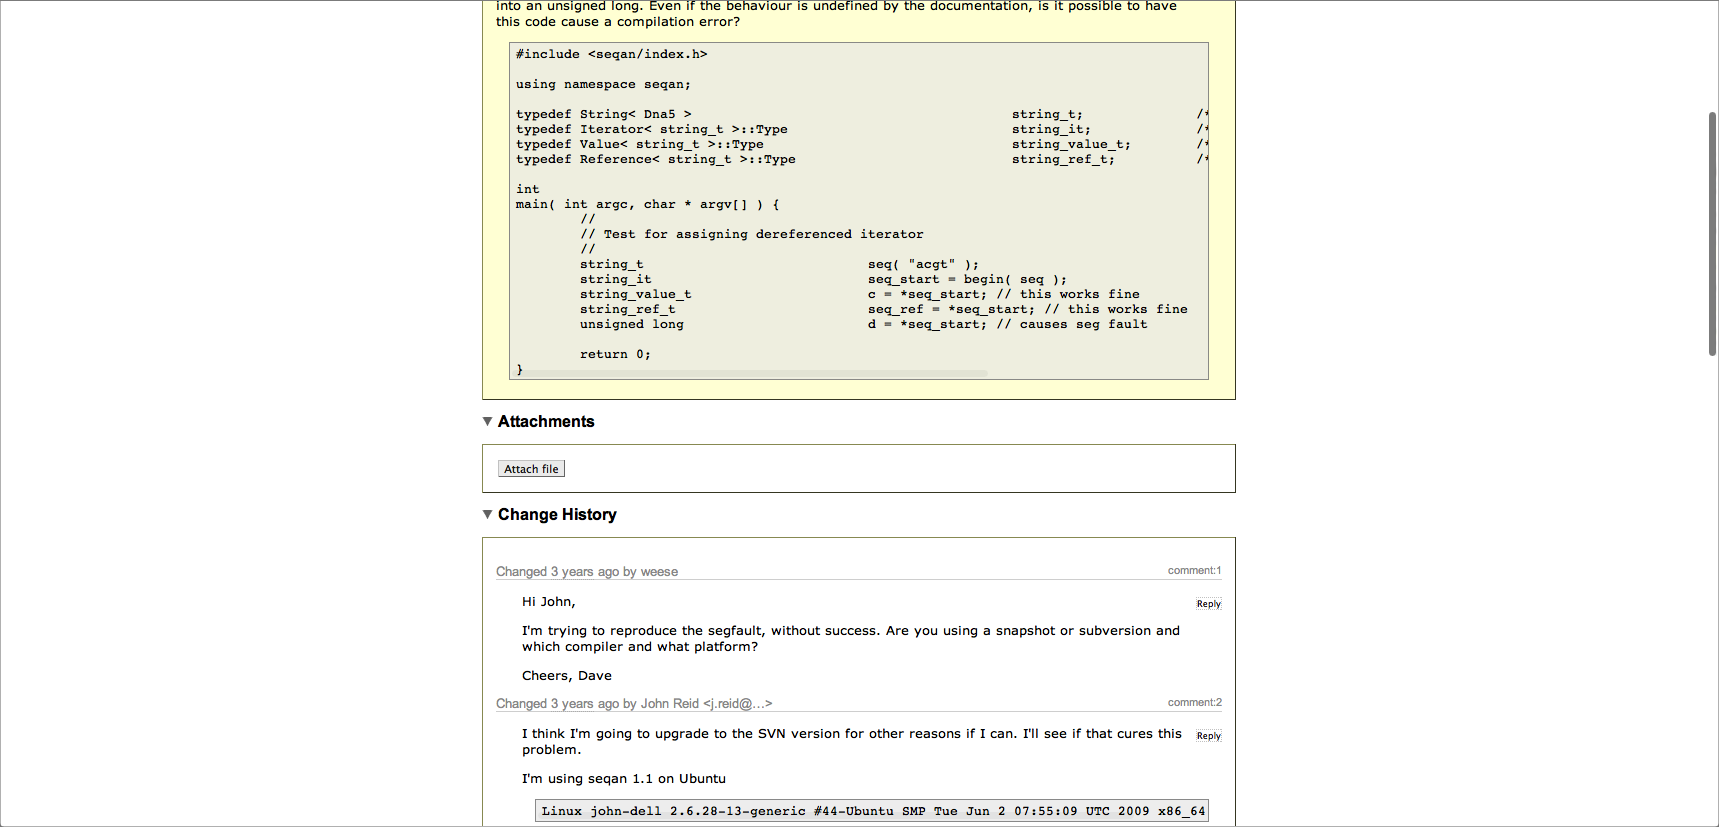 into an unsigned long. Even if the behaviour is undefined by the documentation, is it possible to have
this code cause a compilation error?
#include <seqan/index.h>
using namespace seqan;
typedef String< Dna5 > string_t; /*
typedef Iterator< string_t >::Type string_it; /*
typedef Value< string_t >::Type string_value_t; /*
typedef Reference< string_t >::Type string_ref_t; /*
int
main( int argc, char * argv[] ) {
//
// Test for assigning dereferenced iterator
//
string_t seq( "acgt" );
string_it seq_start = begin( seq );
string_value_t c = *seq_start; // this works fine
string_ref_t seq_ref = *seq_start; // this works fine
unsigned long d = *seq_start; // causes seg fault
return 0;
}
▼ Attachments
Attach file
▼ Change History
Changed 3 years ago by weese comment:1
Hi John, Reply
I'm trying to reproduce the segfault, without success. Are you using a snapshot or subversion and
which compiler and what platform?
Cheers, Dave
Changed 3 years ago by John Reid <j.reid@…> comment:2
I think I'm going to upgrade to the SVN version for other reasons if I can. I'll see if that cures this Reply
problem.
I'm using seqan 1.1 on Ubuntu
Linux john-dell 2.6.28-13-generic #44-Ubuntu SMP Tue Jun 2 07:55:09 UTC 2009 x86_64